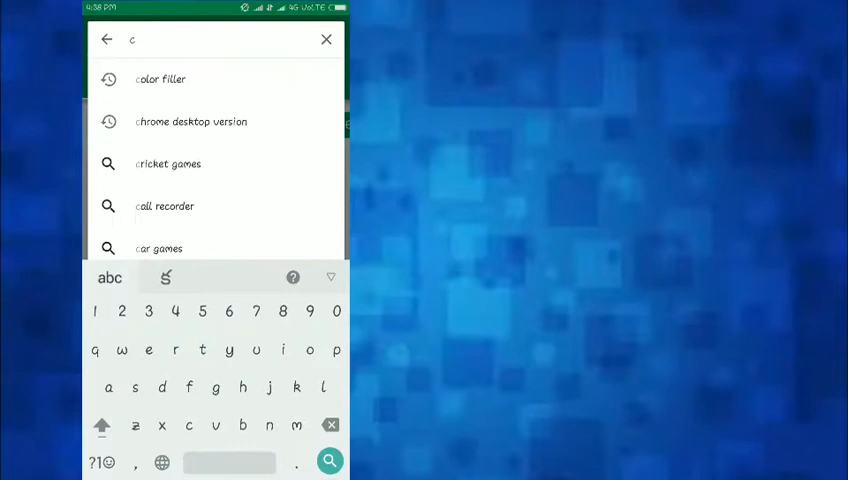 4:38 PM 4G VoLTE
c
color filler
chrome desktop version
cricket games
call recorder
car games
abc క
1 2 3 4 5 6 7 8 9 0
q w e r t y u i o p
a s d f g h j k l
z x c v b n m
?1☺ , .